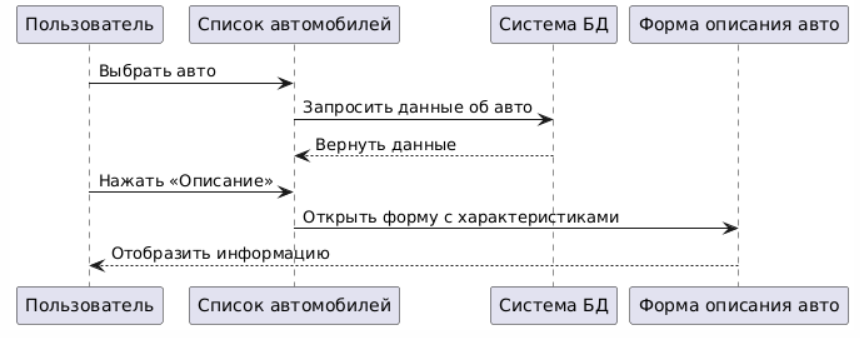 Пользователь
Список автомобилей
Система БД
Форма описания авто
Выбрать авто
Запросить данные об авто
Вернуть данные
Нажать «Описание»
Открыть форму с характеристиками
Отобразить информацию
Пользователь
Список автомобилей
Система БД
Форма описания авто